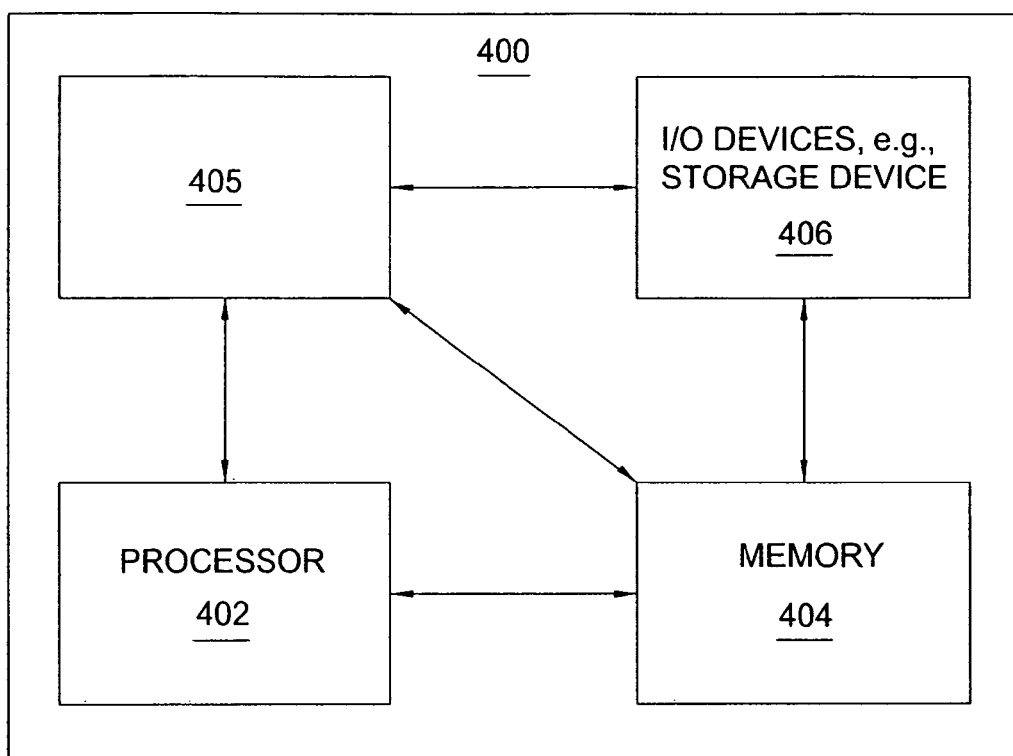 400
405
I/O DEVICES, e.g.,
STORAGE DEVICE
406
PROCESSOR
402
MEMORY
404